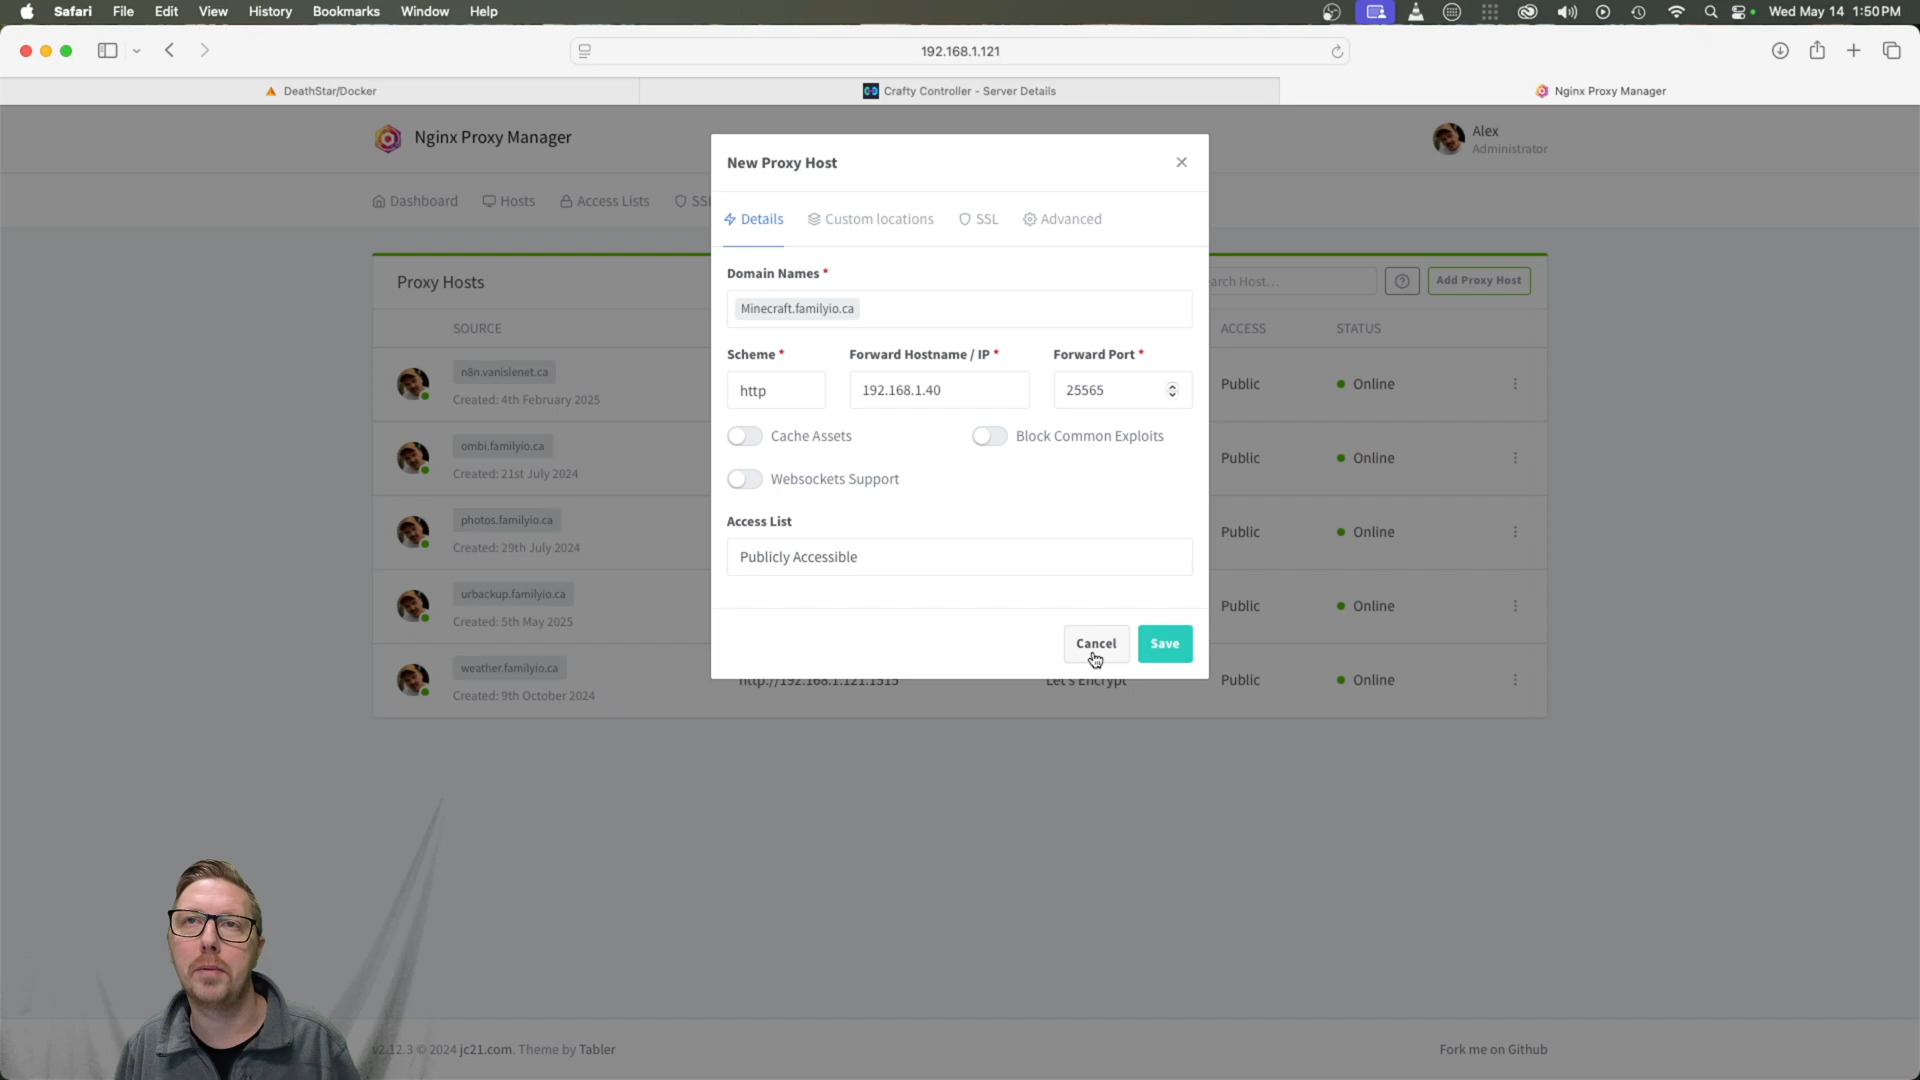 Safari File Edit View History Bookmarks Window Help Wed May 14 1:50 PM
192.168.1.121
DeathStar/Docker Crafty Controller - Server Details Nginx Proxy Manager
Nginx Proxy Manager
Alex
Administrator
Dashboard Hosts Access Lists
New Proxy Host
Details Custom locations SSL Advanced
Domain Names *
Minecraft.familyio.ca
Scheme * Forward Hostname / IP * Forward Port *
http 192.168.1.40 25565
Cache Assets Block Common Exploits
Websockets Support
Access List
Publicly Accessible
Cancel Save
Proxy Hosts
Host... Add Proxy Host
SOURCE ACCESS STATUS
n8n.vanislenet.ca Public Online
Created: 4th February 2025
ombi.familyio.ca Public Online
Created: 21st July 2024
photos.familyio.ca Public Online
Created: 29th July 2024
urbackup.familyio.ca Public Online
Created: 5th May 2025
weather.familyio.ca http://192.168.1.121:1515 Let's Encrypt Public Online
Created: 9th October 2024
v2.12.3 © 2024 jc21.com. Theme by Tabler Fork me on Github